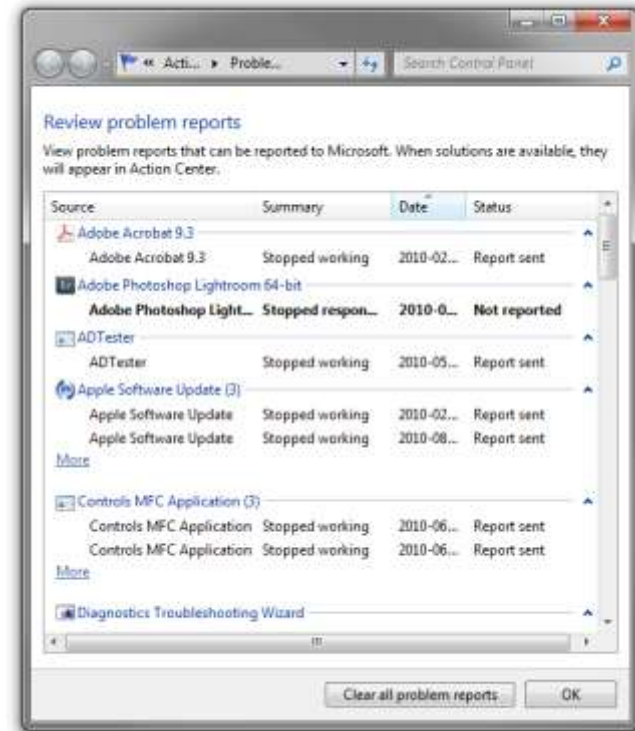 « Acti... ▸ Proble...
Search Control Panel
Review problem reports
View problem reports that can be reported to Microsoft. When solutions are available, they
will appear in Action Center.
Source Summary Date Status
Adobe Acrobat 9.3
Adobe Acrobat 9.3 Stopped working 2010-02... Report sent
Adobe Photoshop Lightroom 64-bit
Adobe Photoshop Light... Stopped respon... 2010-0... Not reported
ADTester
ADTester Stopped working 2010-05... Report sent
Apple Software Update (3)
Apple Software Update Stopped working 2010-02... Report sent
Apple Software Update Stopped working 2010-08... Report sent
More
Controls MFC Application (3)
Controls MFC Application Stopped working 2010-06... Report sent
Controls MFC Application Stopped working 2010-06... Report sent
More
Diagnostics Troubleshooting Wizard
Clear all problem reports OK